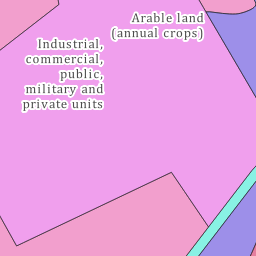 Arable land
(annual crops)
Industrial,
commercial,
public,
military and
private units